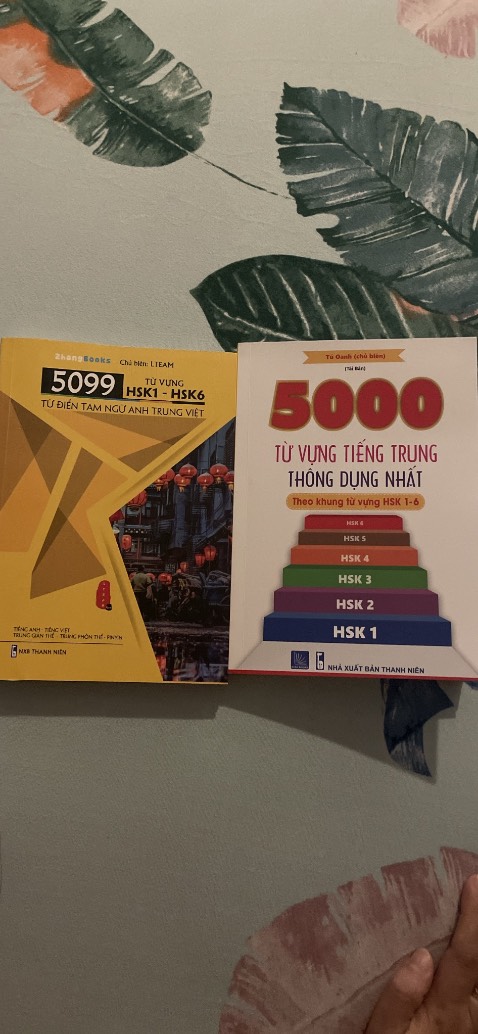 zhangBooks
Chủ biên: LTEAM
5099 TỪ VỰNG
HSK1 - HSK6
TỪ ĐIỂN TAM NGỮ ANH TRUNG VIỆT
TIẾNG ANH - TIẾNG VIỆT
TRUNG GIẢN THỂ - TRUNG PHỒN THỂ - PINYIN
NXB THANH NIÊN
Tú Oanh (chủ biên)
(Tái Bản)
5000
TỪ VỰNG TIẾNG TRUNG
THÔNG DỤNG NHẤT
Theo khung từ vựng HSK 1-6
HSK 6
HSK 5
HSK 4
HSK 3
HSK 2
HSK 1
NHÀ XUẤT BẢN THANH NIÊN